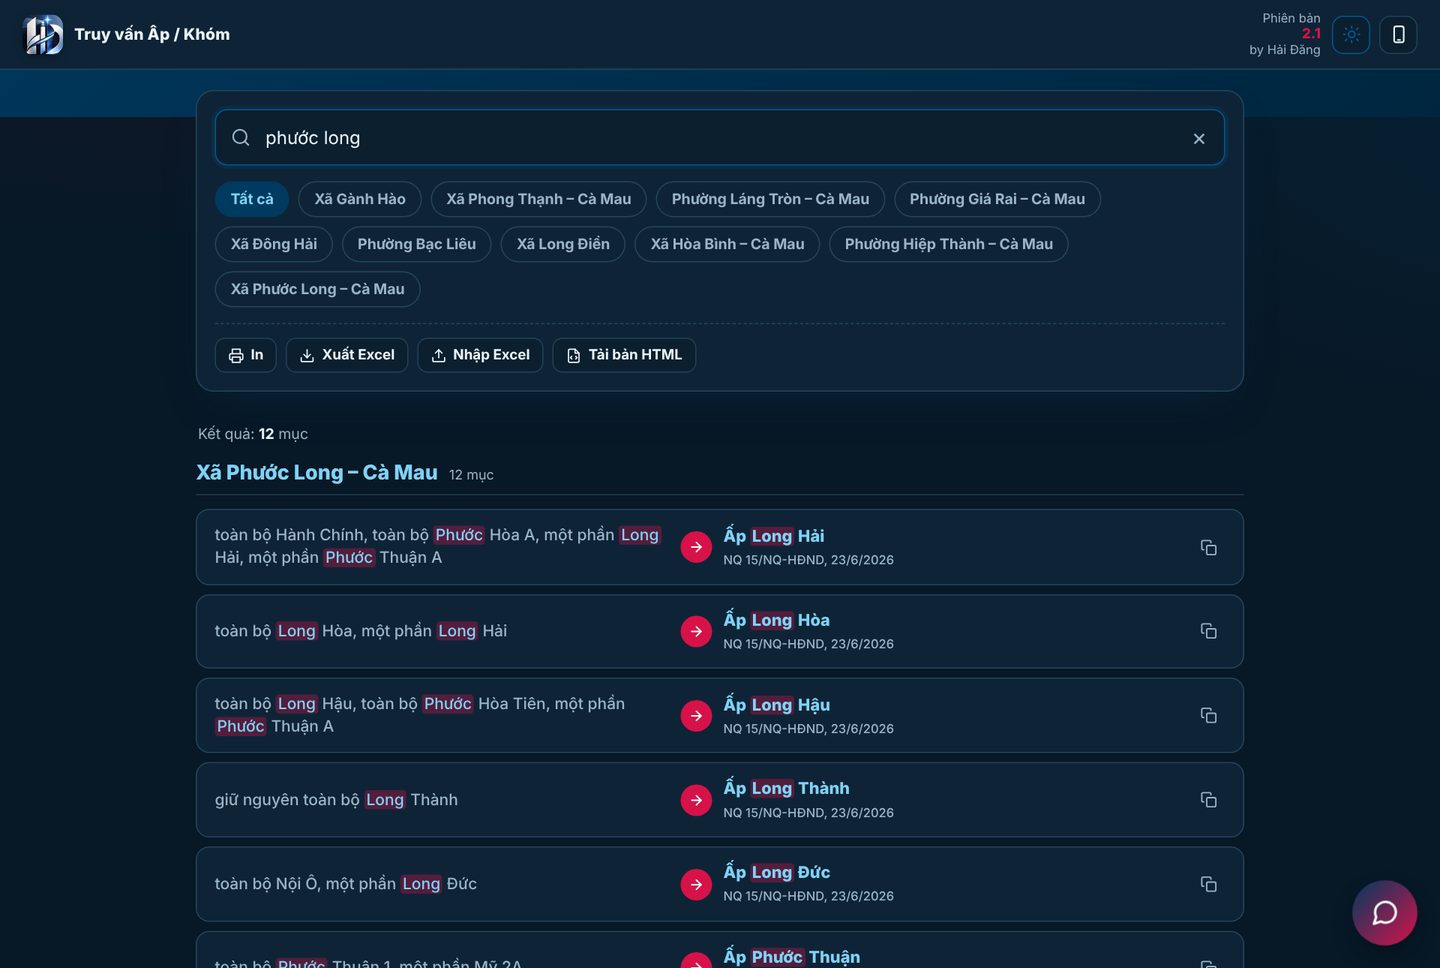 Truy vấn Ấp / Khóm
Phiên bản
2.1
by Hải Đăng
phước long
Tất cả
Xã Gành Hào
Xã Phong Thạnh – Cà Mau
Phường Láng Tròn – Cà Mau
Phường Giá Rai – Cà Mau
Xã Đông Hải
Phường Bạc Liêu
Xã Long Điền
Xã Hòa Bình – Cà Mau
Phường Hiệp Thành – Cà Mau
Xã Phước Long – Cà Mau
In
Xuất Excel
Nhập Excel
Tải bản HTML
Kết quả: 12 mục
Xã Phước Long – Cà Mau 12 mục
toàn bộ Hành Chính, toàn bộ Phước Hòa A, một phần Long
Hải, một phần Phước Thuận A
Ấp Long Hải
NQ 15/NQ-HĐND, 23/6/2026
toàn bộ Long Hòa, một phần Long Hải
Ấp Long Hòa
NQ 15/NQ-HĐND, 23/6/2026
toàn bộ Long Hậu, toàn bộ Phước Hòa Tiên, một phần
Phước Thuận A
Ấp Long Hậu
NQ 15/NQ-HĐND, 23/6/2026
giữ nguyên toàn bộ Long Thành
Ấp Long Thành
NQ 15/NQ-HĐND, 23/6/2026
toàn bộ Nội Ô, một phần Long Đức
Ấp Long Đức
NQ 15/NQ-HĐND, 23/6/2026
toàn bộ Phước Thuận 1, một phần Mỹ 2A
Ấp Phước Thuận